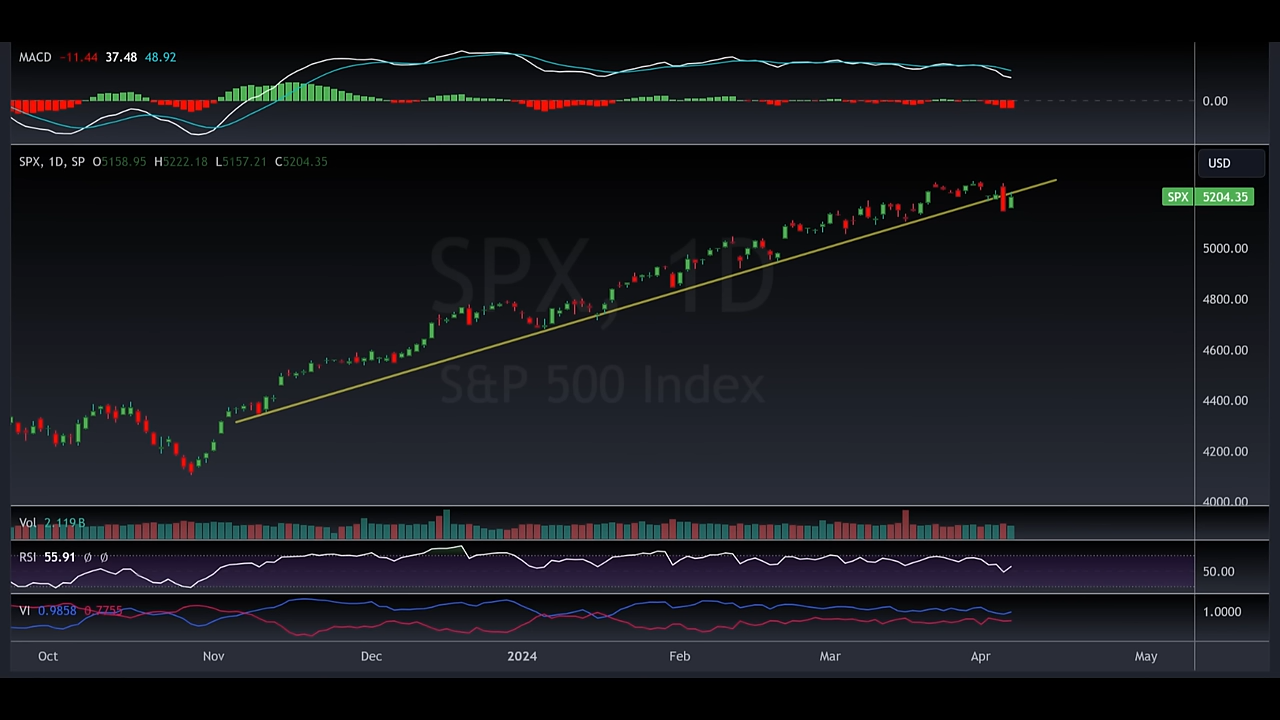 MACD −11.44 37.48 48.92
0.00
SPX, 1D, SP O5158.95 H5222.18 L5157.21 C5204.35
USD
SPX 5204.35
SPX, 1D
S&P 500 Index
5000.00
4800.00
4600.00
4400.00
4200.00
4000.00
Vol 2.119B
RSI 55.91 Ø Ø
50.00
VI 0.9858 0.7755
1.0000
Oct Nov Dec 2024 Feb Mar Apr May